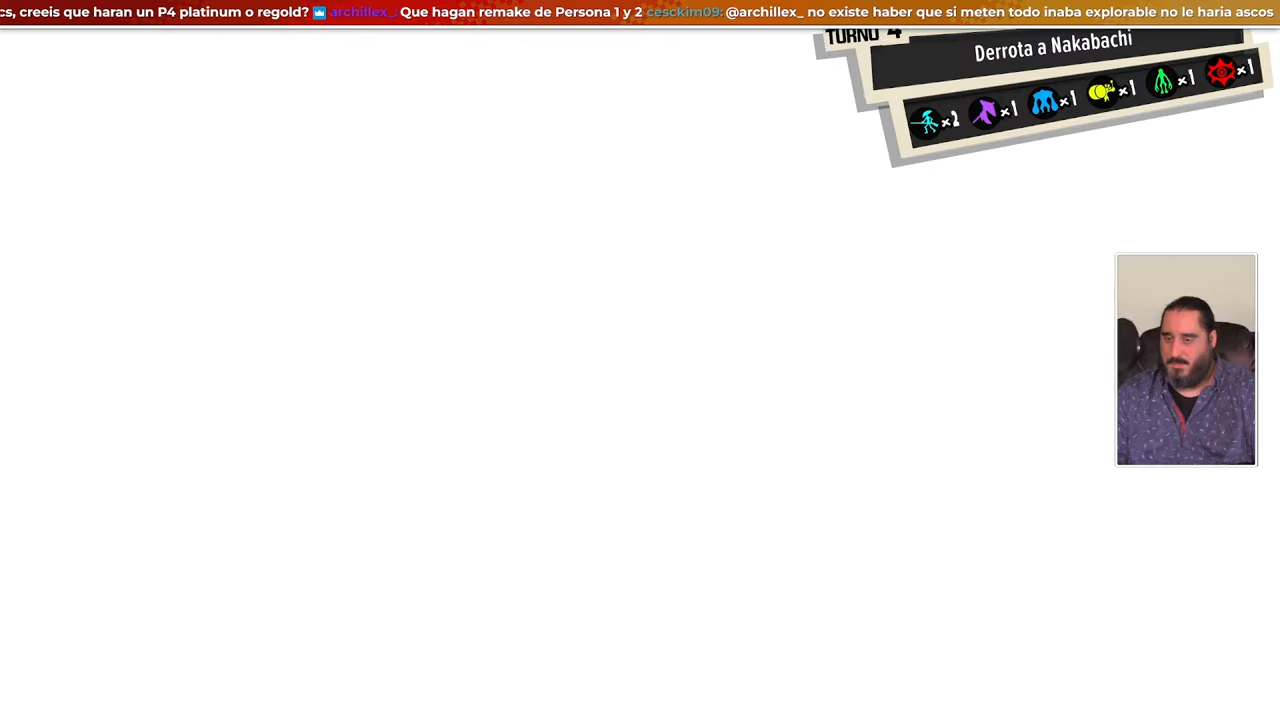 cs, creeis que haran un P4 platinum o regold? archillex_: Que hagan remake de Persona 1 y 2 cesckim09: @archillex_ no existe haber que si meten todo inaba explorable no le haria ascos
TURNO 4
Derrota a Nakabachi
×2 ×1 ×1 ×1 ×1 ×1